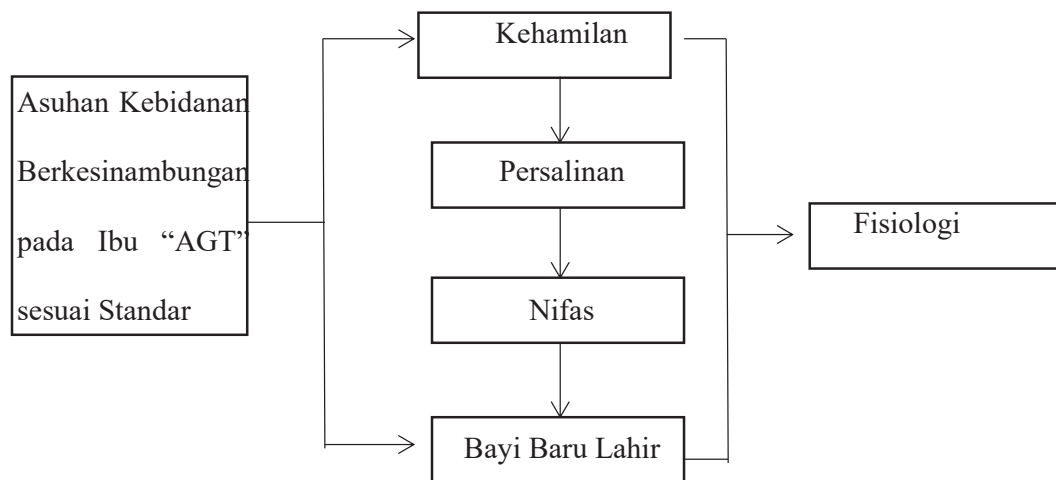 Asuhan Kebidanan
Berkesinambungan
pada Ibu “AGT”
sesuai Standar
Kehamilan
Persalinan
Nifas
Bayi Baru Lahir
Fisiologi